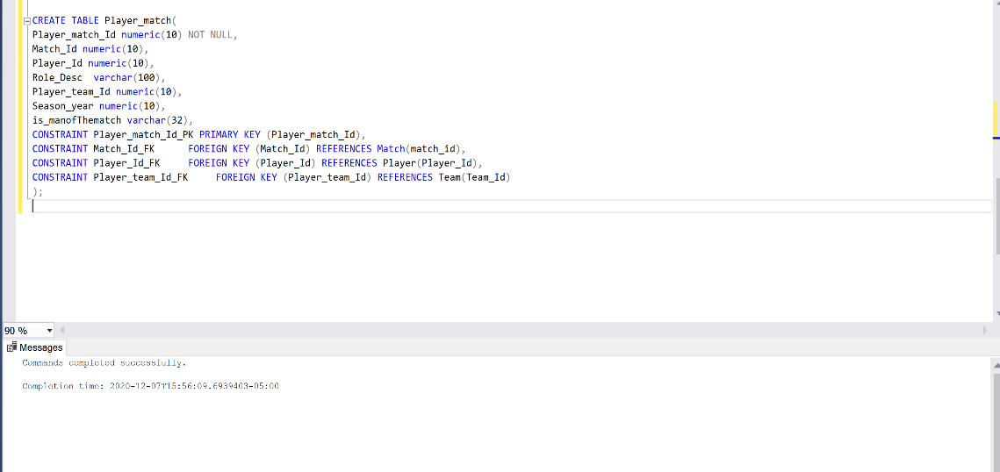 CREATE TABLE Player_match(
Player_match_Id numeric(10) NOT NULL,
Match_Id numeric(10),
Player_Id numeric(10),
Role_Desc  varchar(100),
Player_team_Id numeric(10),
Season_year numeric(10),
is_manofThematch varchar(32),
CONSTRAINT Player_match_Id_PK PRIMARY KEY (Player_match_Id),
CONSTRAINT Match_Id_FK      FOREIGN KEY (Match_Id) REFERENCES Match(match_id),
CONSTRAINT Player_Id_FK     FOREIGN KEY (Player_Id) REFERENCES Player(Player_Id),
CONSTRAINT Player_team_Id_FK     FOREIGN KEY (Player_team_Id) REFERENCES Team(Team_Id)
);
90 %
Messages
Commands completed successfully.
Completion time: 2020-12-07T15:56:09.6939403-05:00